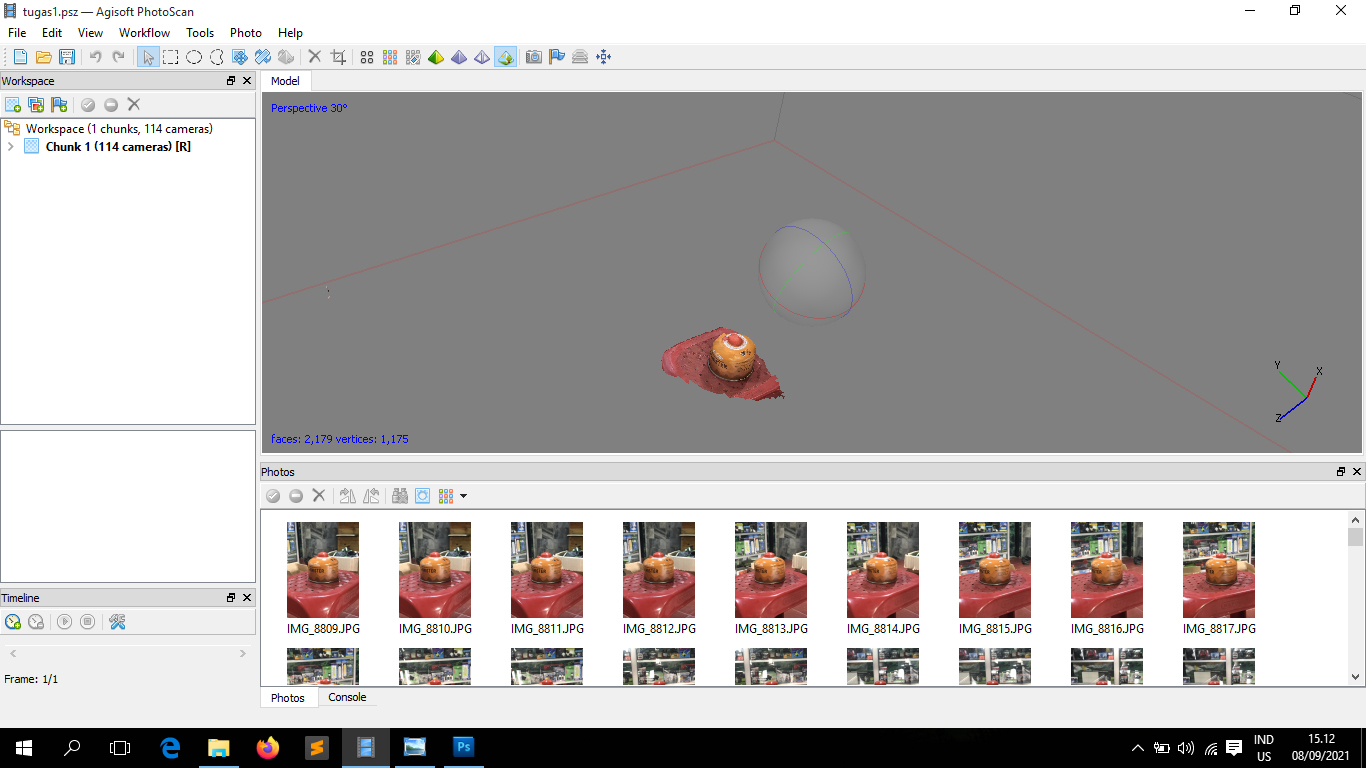 tugas1.psz — Agisoft PhotoScan
File Edit View Workflow Tools Photo Help
Workspace
Model
Perspective 30°
Workspace (1 chunks, 114 cameras)
Chunk 1 (114 cameras) [R]
Y
X
Z
faces: 2,179 vertices: 1,175
Photos
IMG_8809.JPG IMG_8810.JPG IMG_8811.JPG IMG_8812.JPG IMG_8813.JPG IMG_8814.JPG IMG_8815.JPG IMG_8816.JPG IMG_8817.JPG
Timeline
Frame: 1/1
Photos Console
Ps
IND
US
15.12
08/09/2021